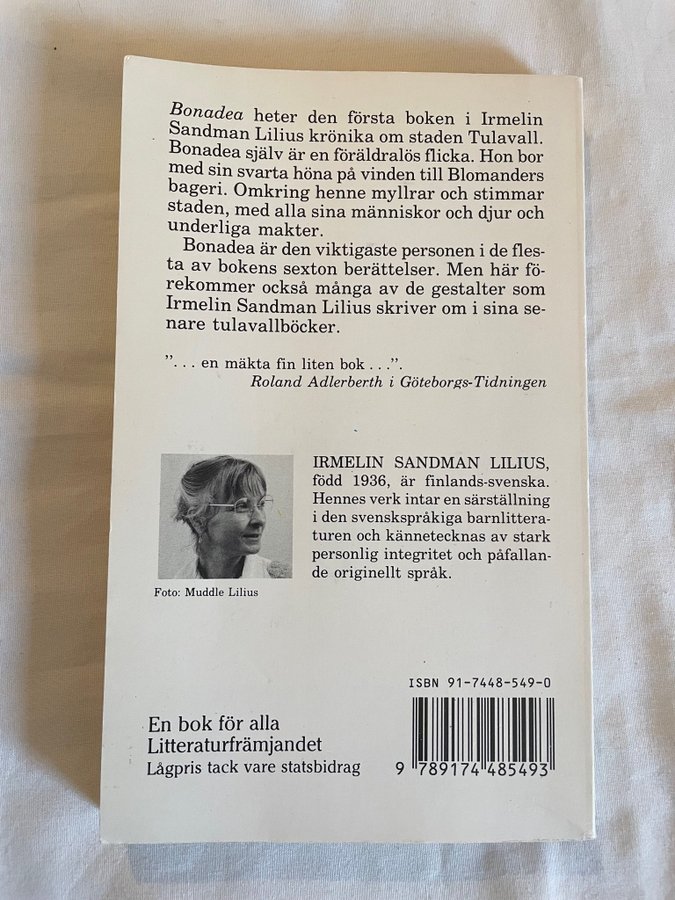 Bonadea heter den första boken i Irmelin
Sandman Lilius krönika om staden Tulavall.
Bonadea själv är en föräldralös flicka. Hon bor
med sin svarta höna på vinden till Blomanders
bageri. Omkring henne myllrar och stimmar
staden, med alla sina människor och djur och
underliga makter.
Bonadea är den viktigaste personen i de fles-
ta av bokens sexton berättelser. Men här fö-
rekommer också många av de gestalter som
Irmelin Sandman Lilius skriver om i sina se-
nare tulavallböcker.
”. . . en mäkta fin liten bok . . .”.
Roland Adlerberth i Göteborgs-Tidningen
IRMELIN SANDMAN LILIUS,
född 1936, är finlands-svenska.
Hennes verk intar en särställning
i den svenskspråkiga barnlittera-
turen och kännetecknas av stark
personlig integritet och påfallan-
de originellt språk.
Foto: Muddle Lilius
ISBN 91-7448-549-0
En bok för alla
Litteraturfrämjandet
Lågpris tack vare statsbidrag
9 789174 485493